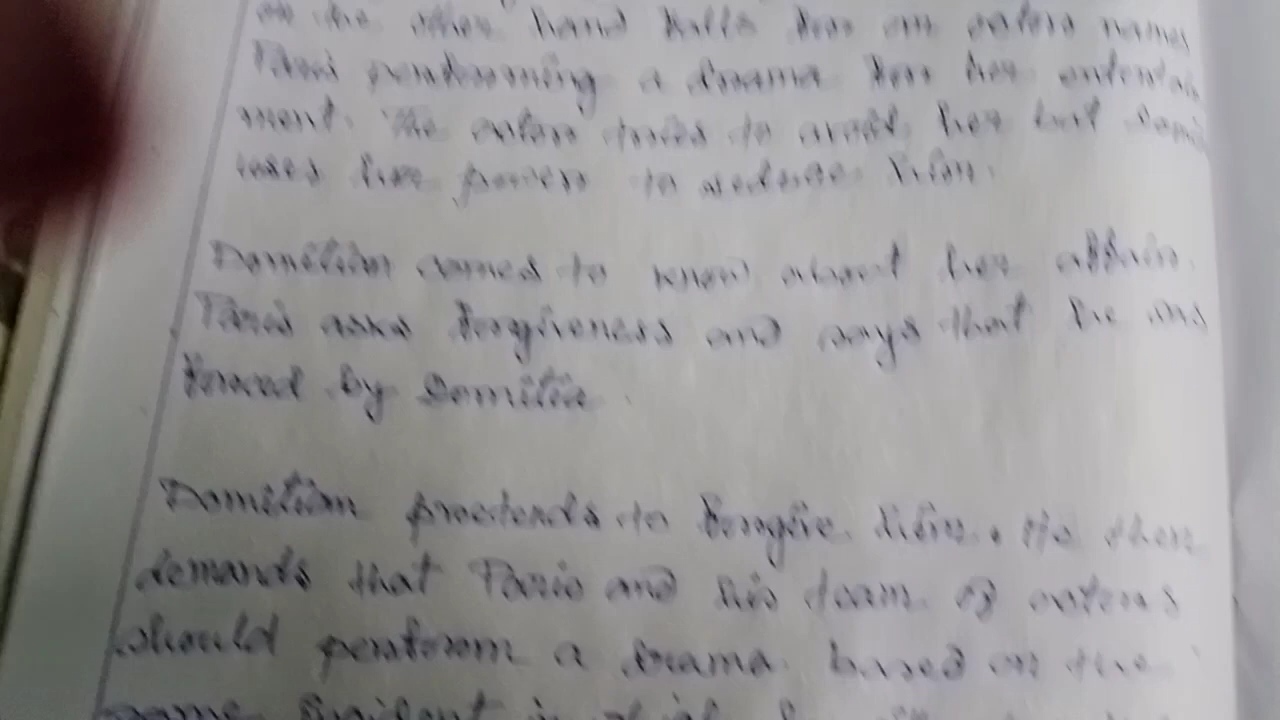 on the other hand falls for an actor names
Paris performing a drama for her entertain
ment. The actor tries to avoid her but Domi
uses her power to seduce him.
Domitian comes to know about her affair.
Paris asks forgiveness and says that he was
forced by Domitia.
Domitian pretends to forgive him. He then
demands that Paris and his team of actors
should perform a drama based on the
same